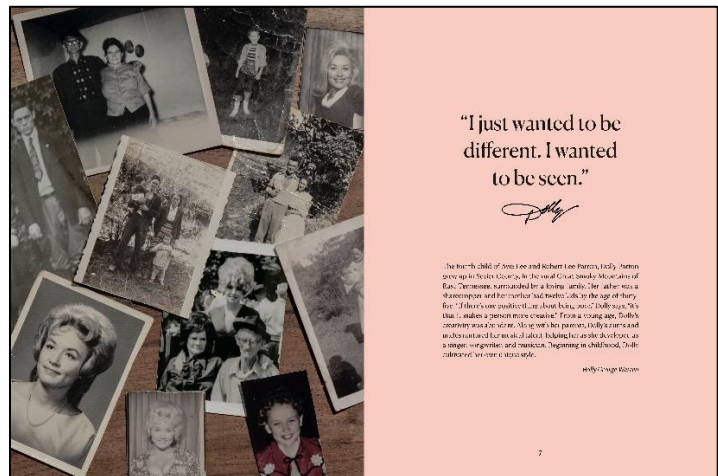 “I just wanted to be
different. I wanted
to be seen.”
Dolly
The fourth child of Avie Lee and Robert Lee Parton, Dolly Parton
grew up in Sevier County, in the rural Great Smoky Mountains of
East Tennessee, surrounded by a loving family. Her father was a
sharecropper and her mother had twelve kids by the age of thirty-
five. “If there’s one positive thing about being poor,” Dolly says, “it’s
that it makes a person more creative.” From a young age, Dolly’s
creativity was abundant. Along with her parents, Dolly’s aunts and
uncles nurtured her musical talent, helping her as she developed as
a singer, songwriter, and musician. Beginning in childhood, Dolly
cultivated her own unique style.
Holly George-Warren
7